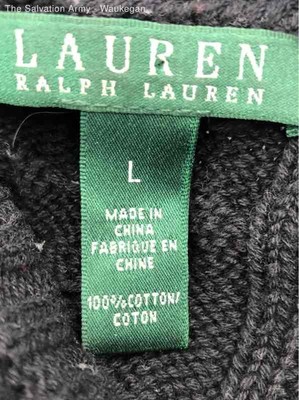 The Salvation Army - Waukegan
LAUREN
RALPH LAUREN
L
MADE IN
CHINA
FABRIQUE EN
CHINE
100%COTTON/
COTON